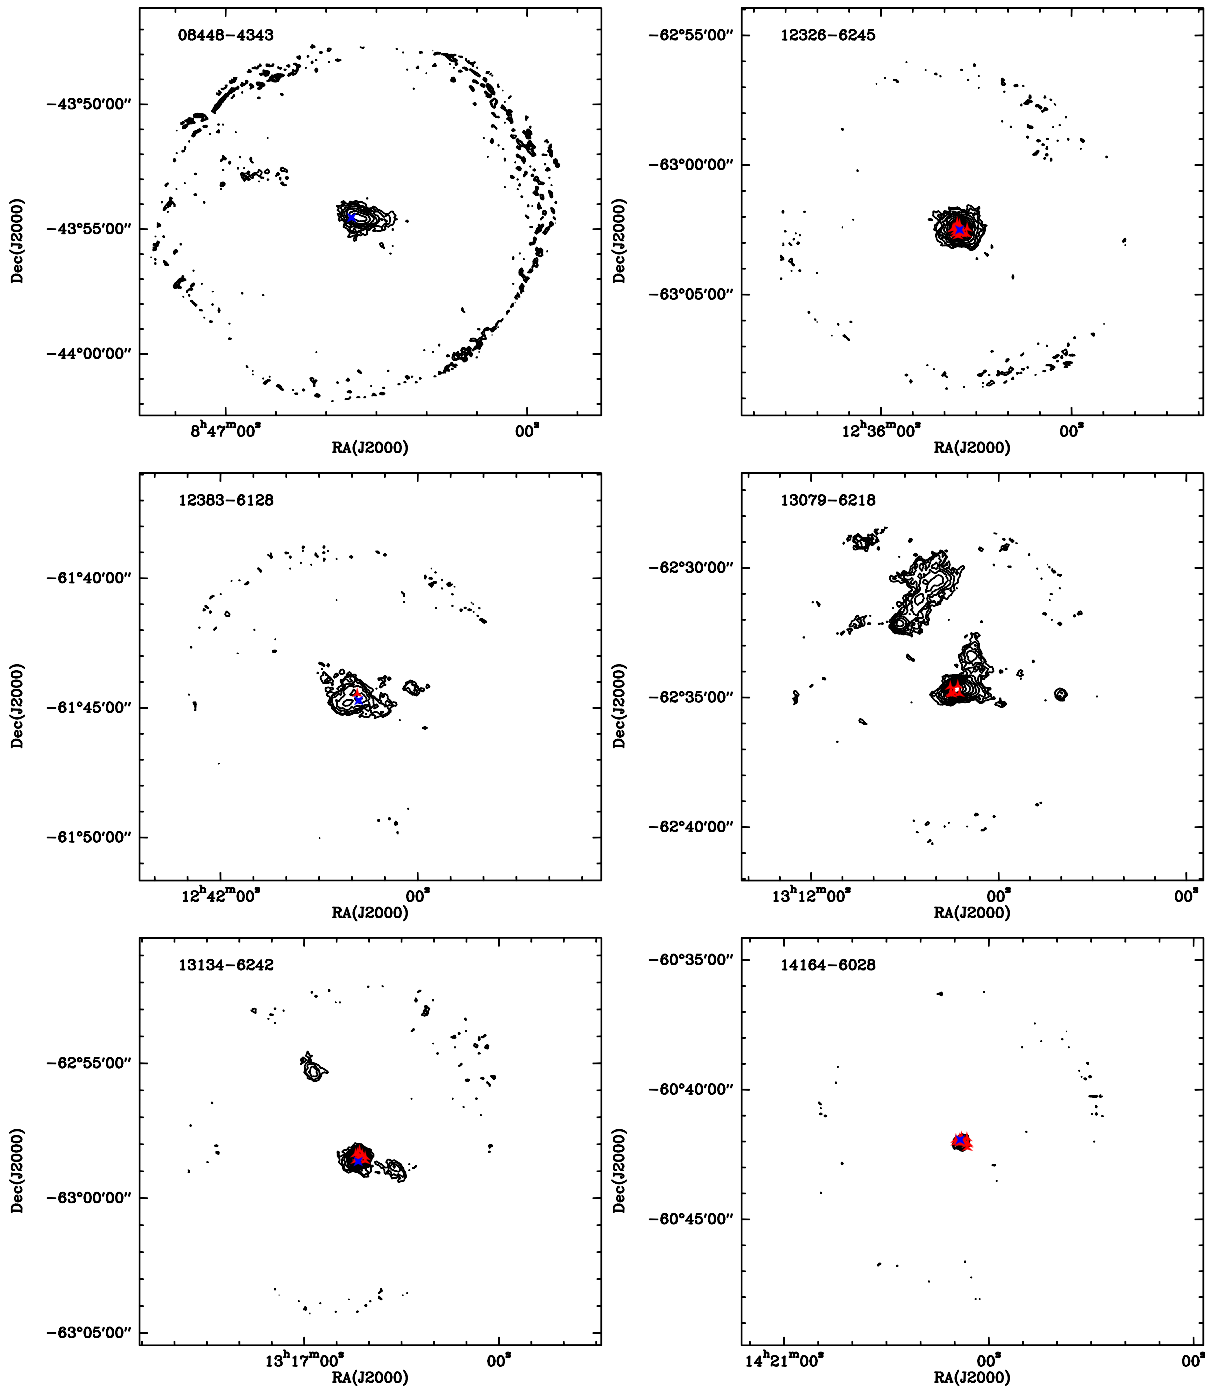 08448-4343
-43°50'00"
-43°55'00"
-44°00'00"
Dec(J2000)
8ʰ47ᵐ00ˢ 00ˢ
RA(J2000)
12326-6245
-62°55'00"
-63°00'00"
-63°05'00"
Dec(J2000)
12ʰ36ᵐ00ˢ 00ˢ
RA(J2000)
12383-6128
-61°40'00"
-61°45'00"
-61°50'00"
Dec(J2000)
12ʰ42ᵐ00ˢ 00ˢ
RA(J2000)
13079-6218
-62°30'00"
-62°35'00"
-62°40'00"
Dec(J2000)
13ʰ12ᵐ00ˢ 00ˢ 00ˢ
RA(J2000)
13134-6242
-62°55'00"
-63°00'00"
-63°05'00"
Dec(J2000)
13ʰ17ᵐ00ˢ 00ˢ
RA(J2000)
14164-6028
-60°35'00"
-60°40'00"
-60°45'00"
Dec(J2000)
14ʰ21ᵐ00ˢ 00ˢ 00ˢ
RA(J2000)